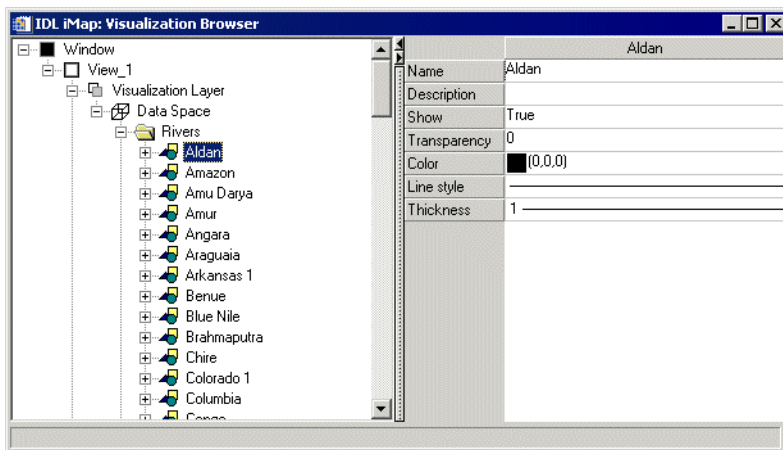 IDL iMap: Visualization Browser
Window
View_1
Visualization Layer
Data Space
Rivers
Aldan
Amazon
Amu Darya
Amur
Angara
Araguaia
Arkansas 1
Benue
Blue Nile
Brahmaputra
Chire
Colorado 1
Columbia
Congo
Aldan
Name Aldan
Description
Show True
Transparency 0
Color (0,0,0)
Line style
Thickness 1